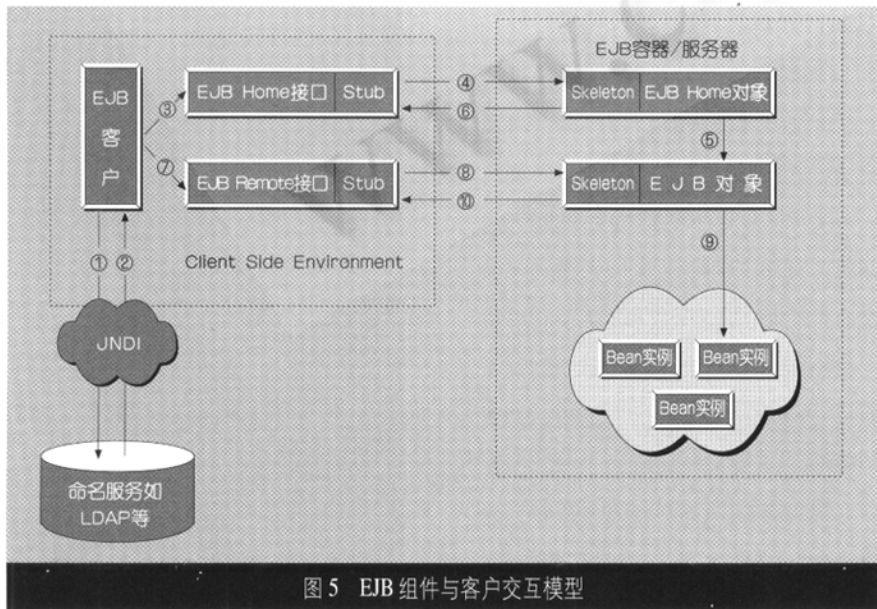 EJB容器/服务器
EJB
客
户
③
EJB Home接口 Stub
④
⑥
Skeleton EJB Home对象
⑤
⑦
EJB Remote接口 Stub
⑧
⑩
Skeleton EJB对象
⑨
① ②
Client Side Environment
JNDI
Bean实例 Bean实例
Bean实例
命名服务如
LDAP等
图5 EJB组件与客户交互模型